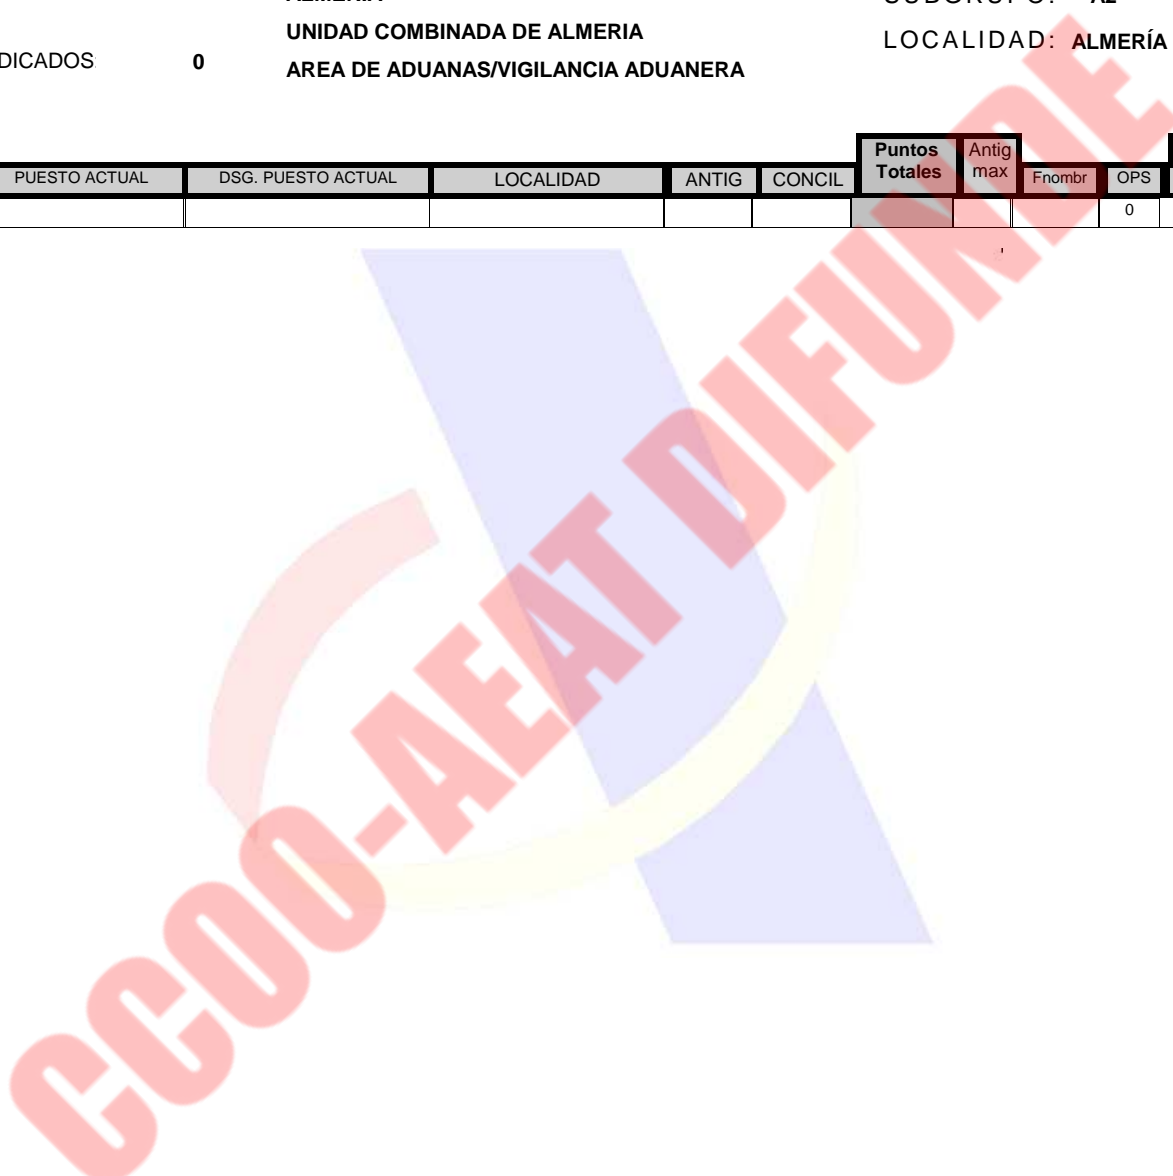 UNIDAD COMBINADA DE ALMERIA
LOCALIDAD: ALMERÍA
DICADOS 0
AREA DE ADUANAS/VIGILANCIA ADUANERA
PUESTO ACTUAL DSG. PUESTO ACTUAL LOCALIDAD ANTIG CONCIL Puntos Totales Antig max Fnombr OPS
0
CCOO-AEAT DIFUNDE